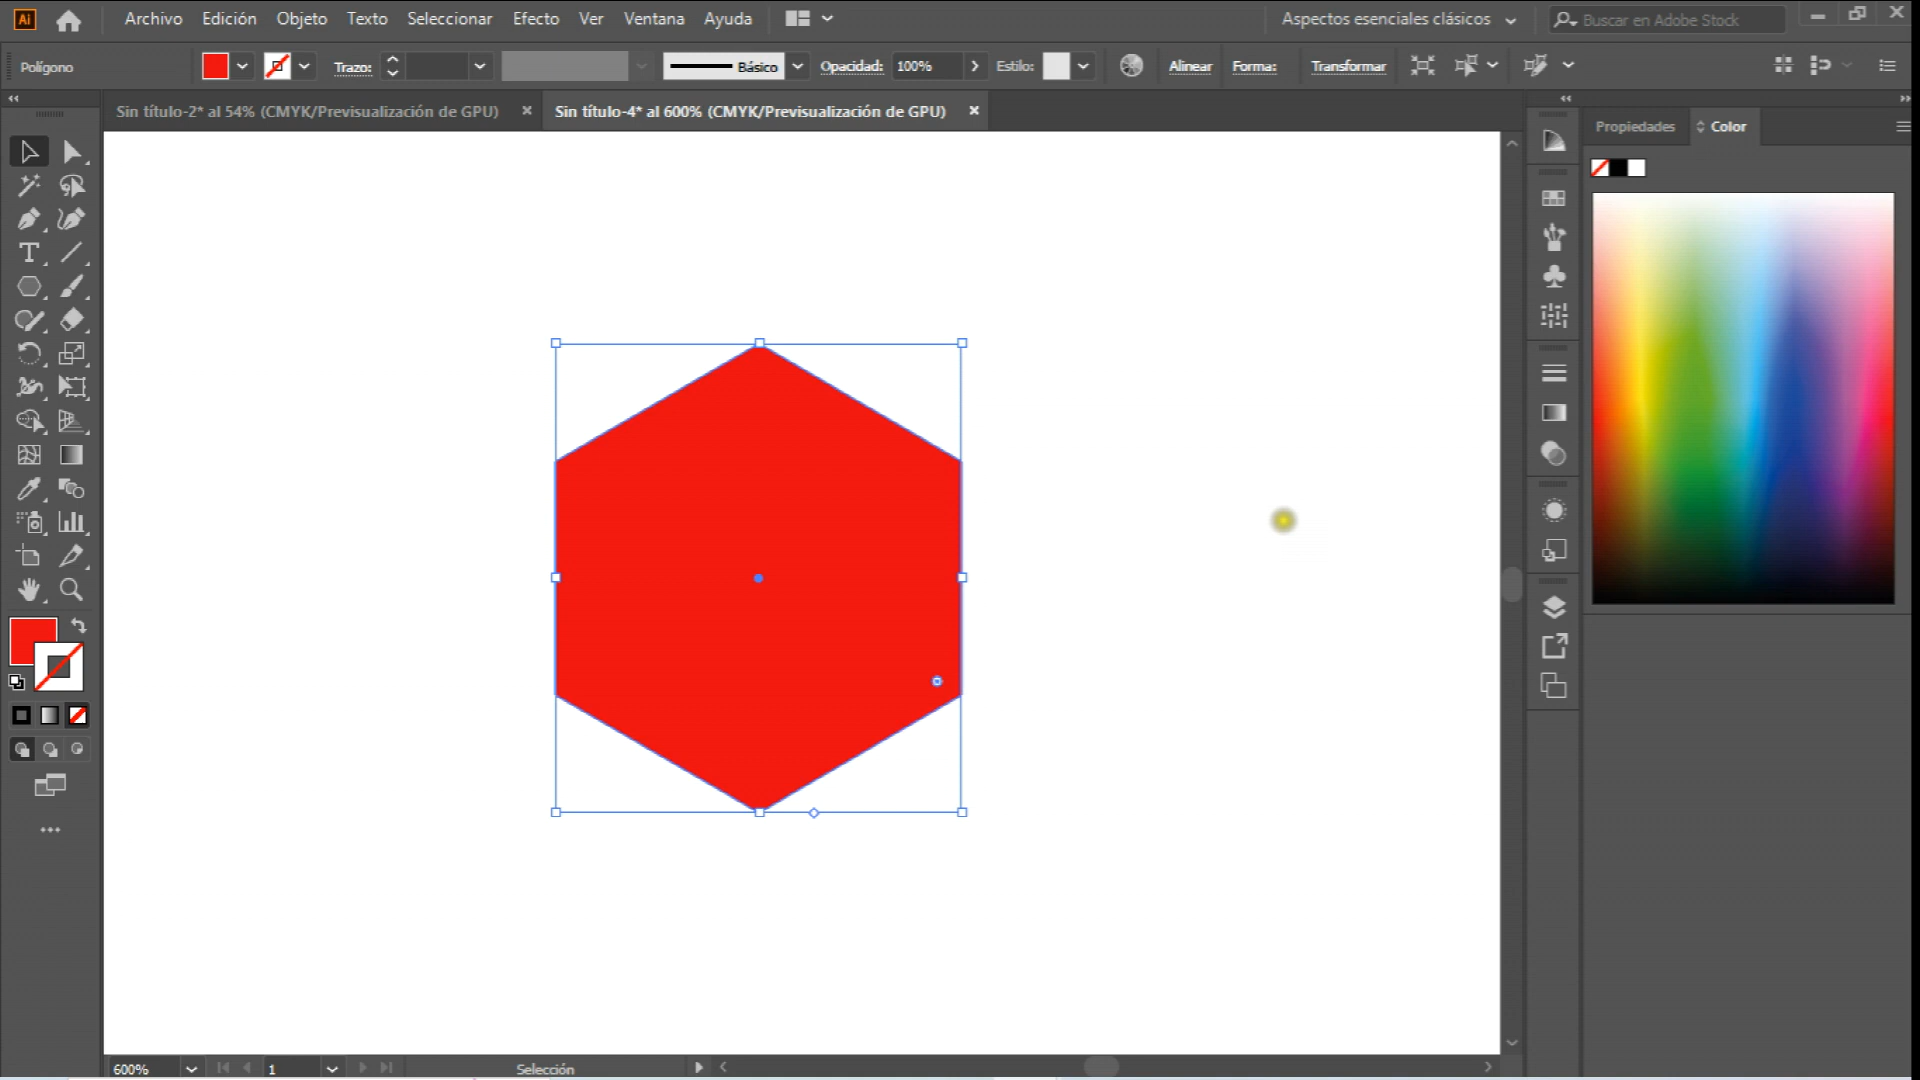 Ai Archivo Edición Objeto Texto Seleccionar Efecto Ver Ventana Ayuda Aspectos esenciales clásicos Buscar en Adobe Stock
Polígono Trazo: Básico Opacidad: 100% Estilo: Alinear Forma: Transformar
Sin título-2* al 54% (CMYK/Previsualización de GPU) Sin título-4* al 600% (CMYK/Previsualización de GPU)
Propiedades Color
600% 1 Selección